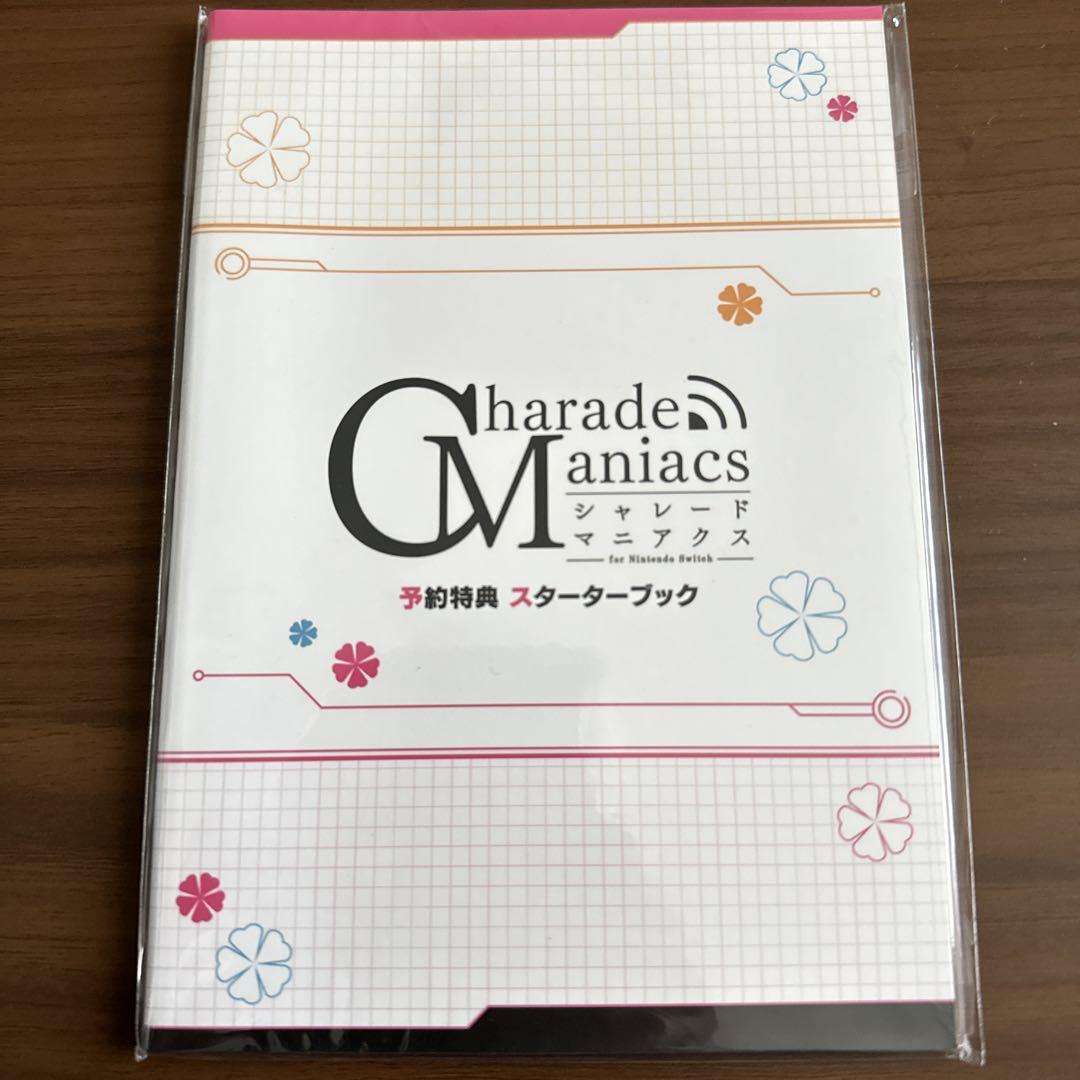 Charade
Maniacs
シャレード
マニアクス
for Nintendo Switch
予約特典 スターターブック